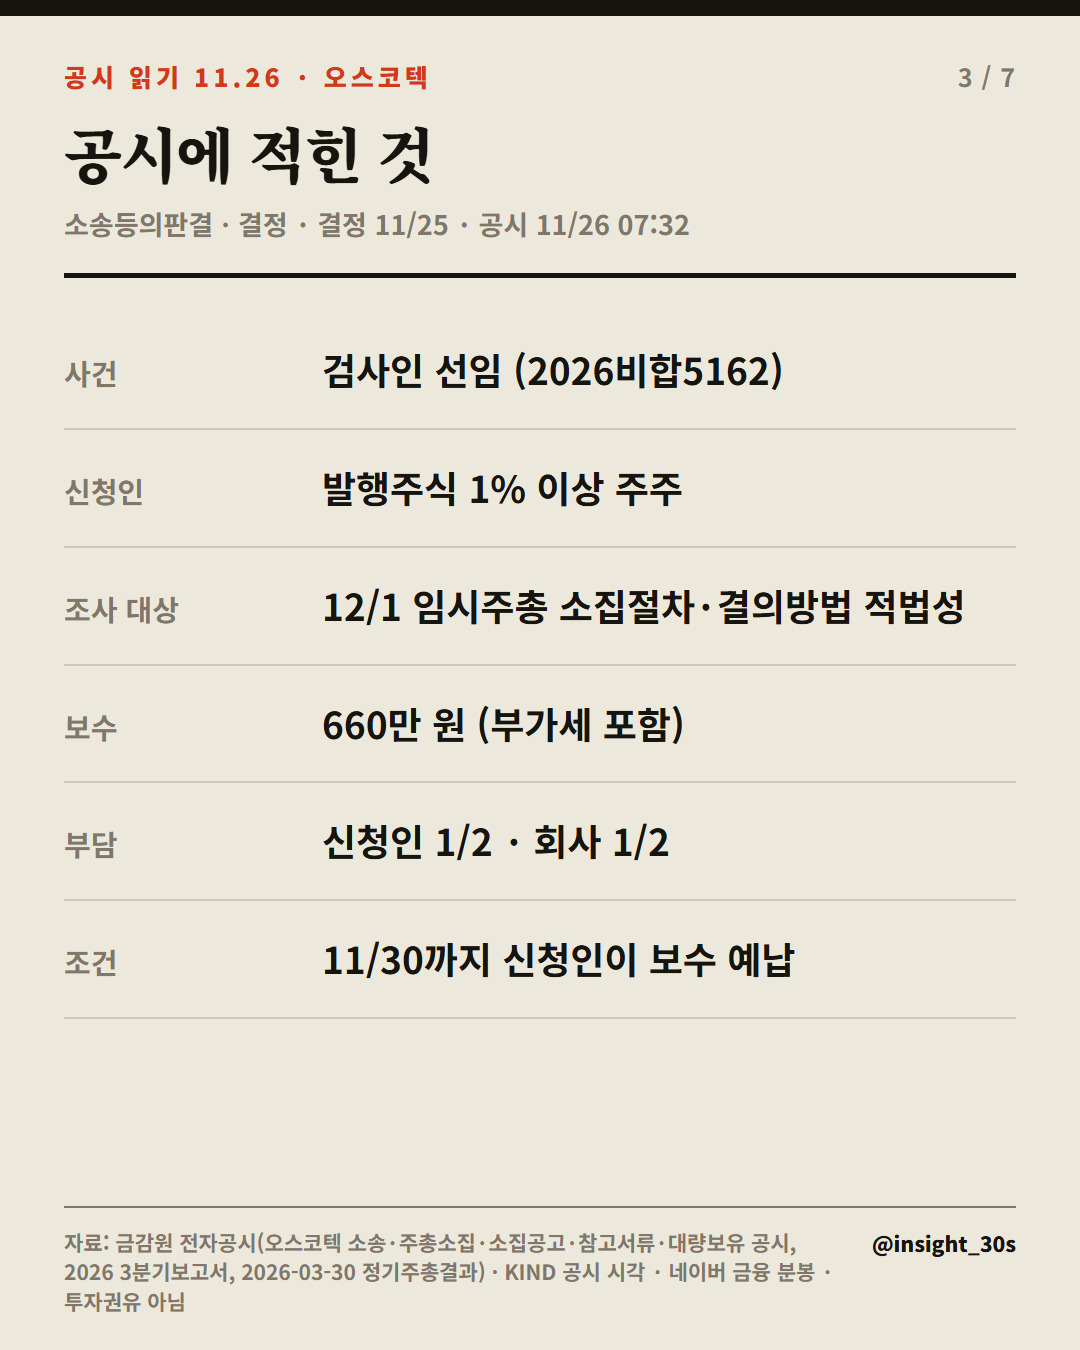 공시 읽기 11.26 · 오스코텍
3 / 7
공시에 적힌 것
소송등의판결 · 결정 · 결정 11/25 · 공시 11/26 07:32
사건
검사인 선임 (2026비합5162)
신청인
발행주식 1% 이상 주주
조사 대상
12/1 임시주총 소집절차·결의방법 적법성
보수
660만 원 (부가세 포함)
부담
신청인 1/2 · 회사 1/2
조건
11/30까지 신청인이 보수 예납
자료: 금감원 전자공시(오스코텍 소송·주총소집·소집공고·참고서류·대량보유 공시,
2026 3분기보고서, 2026-03-30 정기주총결과) · KIND 공시 시각 · 네이버 금융 분봉 ·
투자권유 아님
@insight_30s